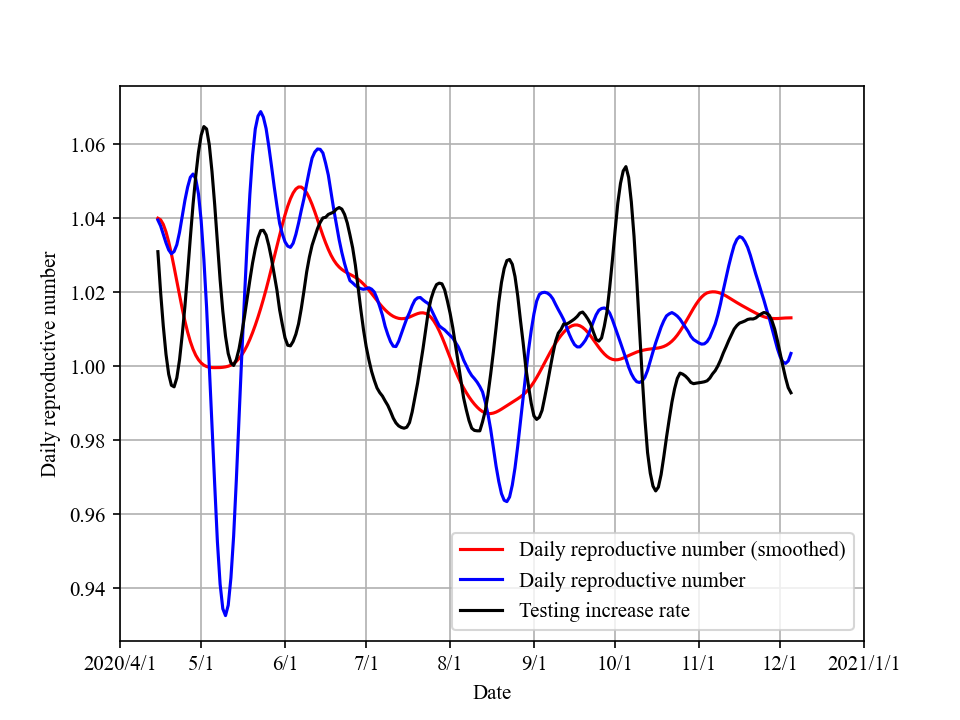 Daily reproductive number
1.06
1.04
1.02
1.00
0.98
0.96
0.94
Daily reproductive number (smoothed)
Daily reproductive number
Testing increase rate
2020/4/1 5/1 6/1 7/1 8/1 9/1 10/1 11/1 12/1 2021/1/1
Date